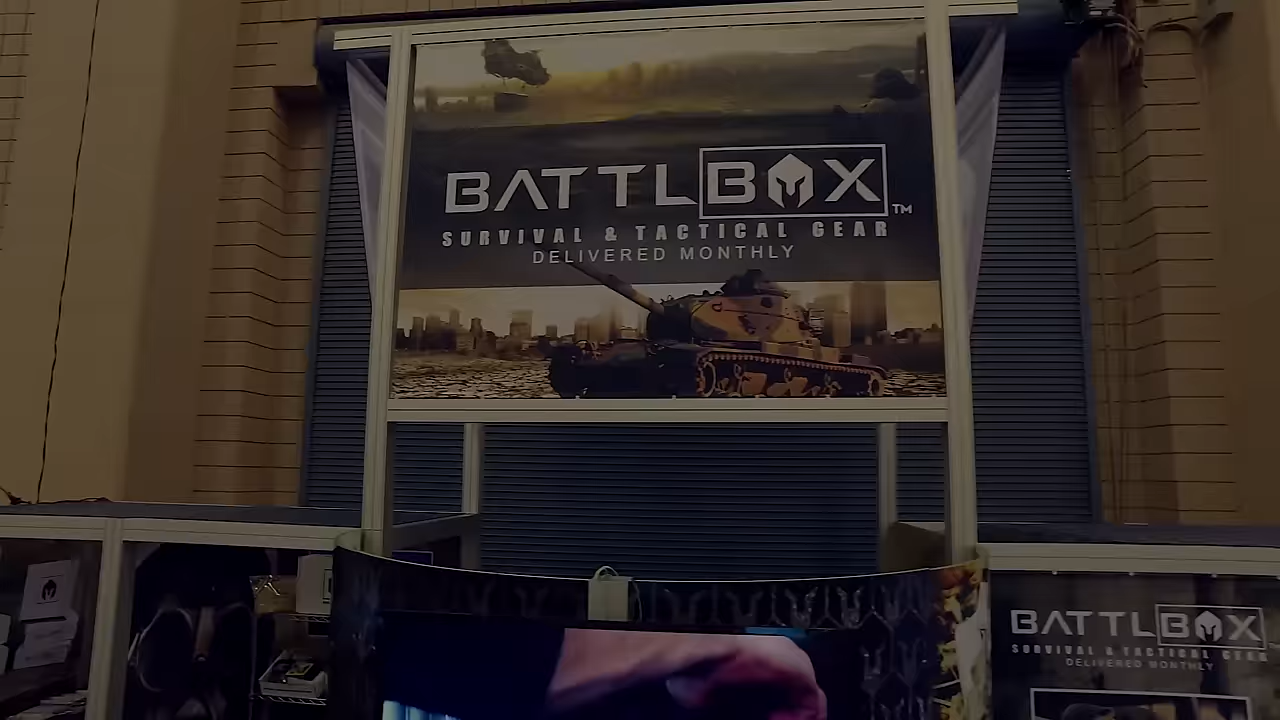 BATTLBOX™
SURVIVAL & TACTICAL GEAR
DELIVERED MONTHLY
BATTLBOX
SURVIVAL & TACTICAL GEAR
DELIVERED MONTHLY